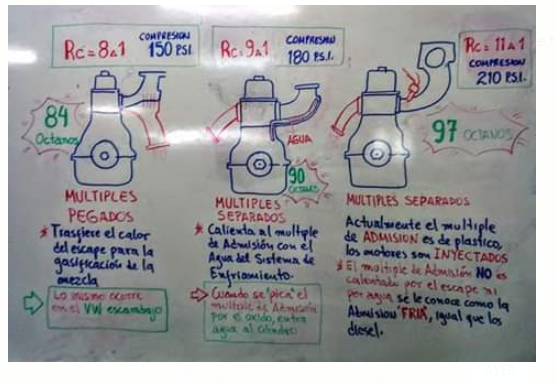 Rc = 8 a 1
COMPRESION
150 P.S.I.
84
Octanos
MULTIPLES
PEGADOS
* Trasfiere el calor
del escape para la
gasificación de la
mezcla
Lo mismo ocurre
en el VW escarabajo
Rc = 9 a 1
COMPRESION
180 P.S.I.
AGUA
90
OCTANOS
MULTIPLES
SEPARADOS
* Calienta al multiple
de Admisión con el
Agua del Sistema de
Enfriamiento.
Cuando se "pica" el
multiple de Admisión
por el oxido, entra
agua al cilindro
Rc = 11 a 1
COMPRESION
210 P.S.I.
97 OCTANOS
MULTIPLES SEPARADOS
Actualmente el multiple
de ADMISION es de plastico,
los motores son INYECTADOS
* El multiple de Admisión NO es
calientado por el escape ni
por agua se le conoce como la
Admision "FRIA", igual que los
diesel.